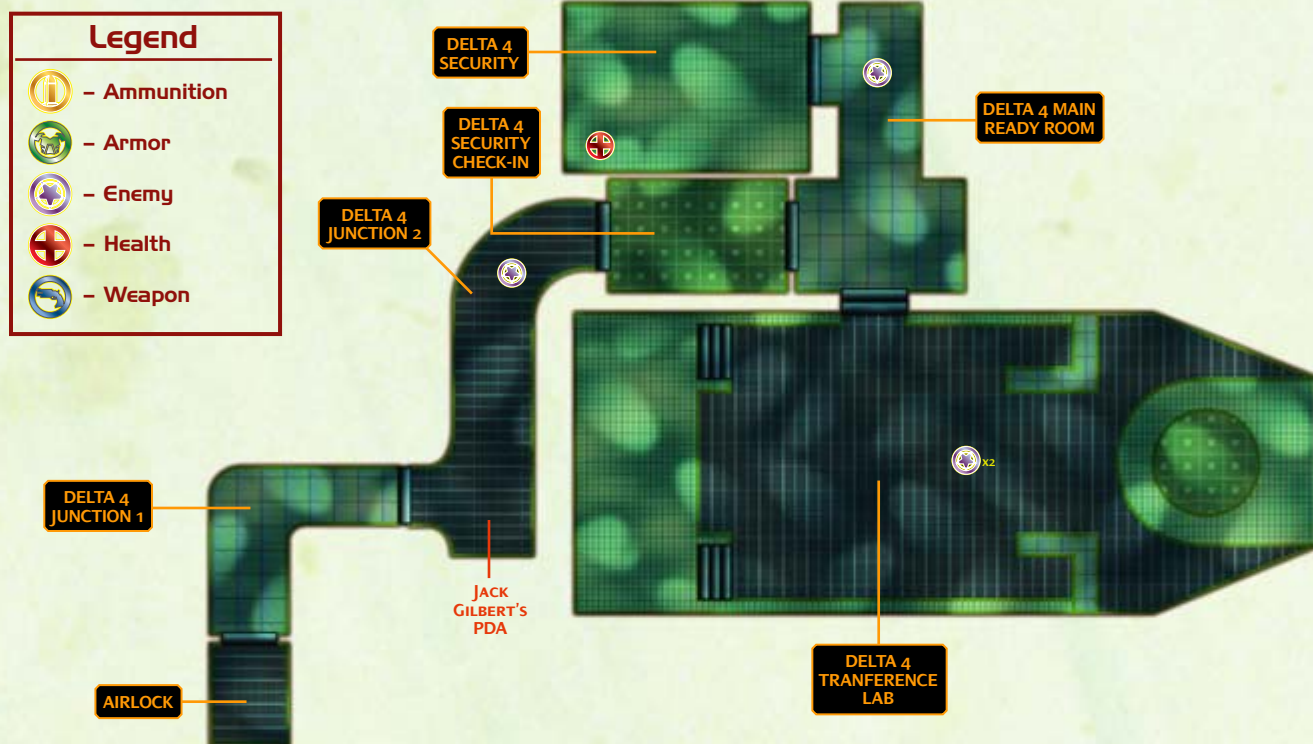 Legend
– Ammunition
– Armor
– Enemy
– Health
– Weapon
DELTA 4
SECURITY
DELTA 4
SECURITY
CHECK-IN
DELTA 4 MAIN
READY ROOM
DELTA 4
JUNCTION 2
X2
DELTA 4
JUNCTION 1
JACK
GILBERT'S
PDA
DELTA 4
TRANFERENCE
LAB
AIRLOCK